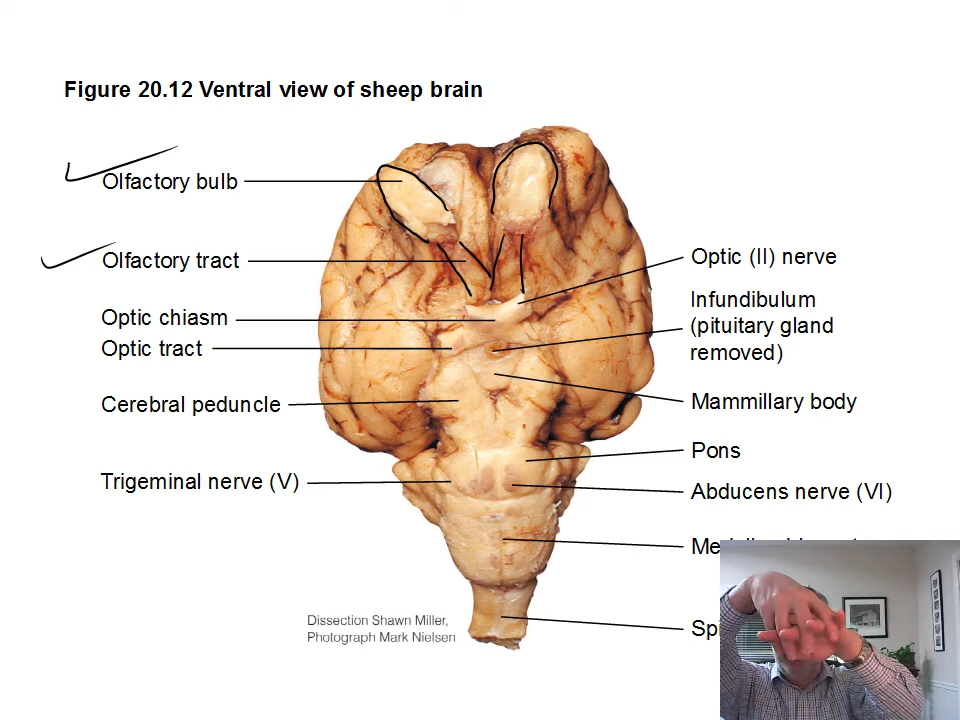 Figure 20.12 Ventral view of sheep brain
Olfactory bulb
Olfactory tract
Optic chiasm
Optic tract
Cerebral peduncle
Trigeminal nerve (V)
Optic (II) nerve
Infundibulum
(pituitary gland
removed)
Mammillary body
Pons
Abducens nerve (VI)
Dissection Shawn Miller,
Photograph Mark Nielsen